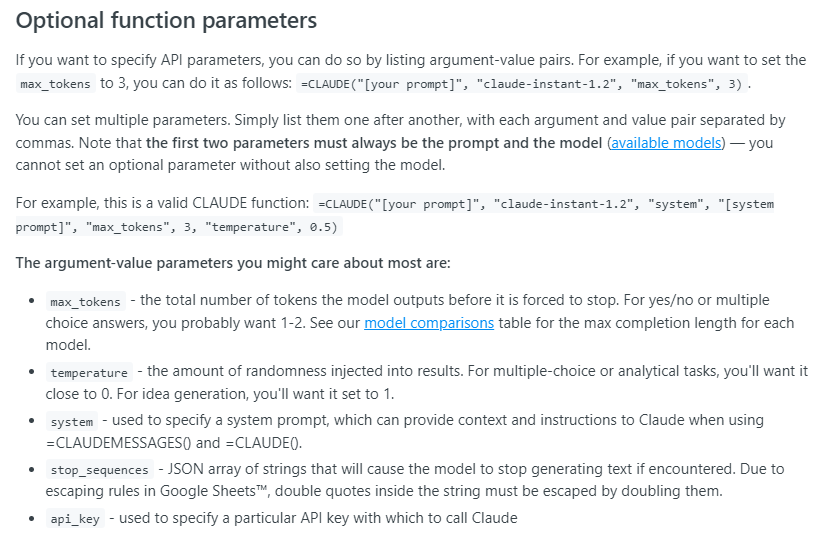 Optional function parameters
If you want to specify API parameters, you can do so by listing argument-value pairs. For example, if you want to set the
max_tokens to 3, you can do it as follows: =CLAUDE("[your prompt]", "claude-instant-1.2", "max_tokens", 3) .
You can set multiple parameters. Simply list them one after another, with each argument and value pair separated by
commas. Note that the first two parameters must always be the prompt and the model (available models) — you
cannot set an optional parameter without also setting the model.
For example, this is a valid CLAUDE function: =CLAUDE("[your prompt]", "claude-instant-1.2", "system", "[system
prompt]", "max_tokens", 3, "temperature", 0.5)
The argument-value parameters you might care about most are:
• max_tokens - the total number of tokens the model outputs before it is forced to stop. For yes/no or multiple
choice answers, you probably want 1-2. See our model comparisons table for the max completion length for each
model.
• temperature - the amount of randomness injected into results. For multiple-choice or analytical tasks, you'll want it
close to 0. For idea generation, you'll want it set to 1.
• system - used to specify a system prompt, which can provide context and instructions to Claude when using
=CLAUDEMESSAGES() and =CLAUDE().
• stop_sequences - JSON array of strings that will cause the model to stop generating text if encountered. Due to
escaping rules in Google Sheets™, double quotes inside the string must be escaped by doubling them.
• api_key - used to specify a particular API key with which to call Claude